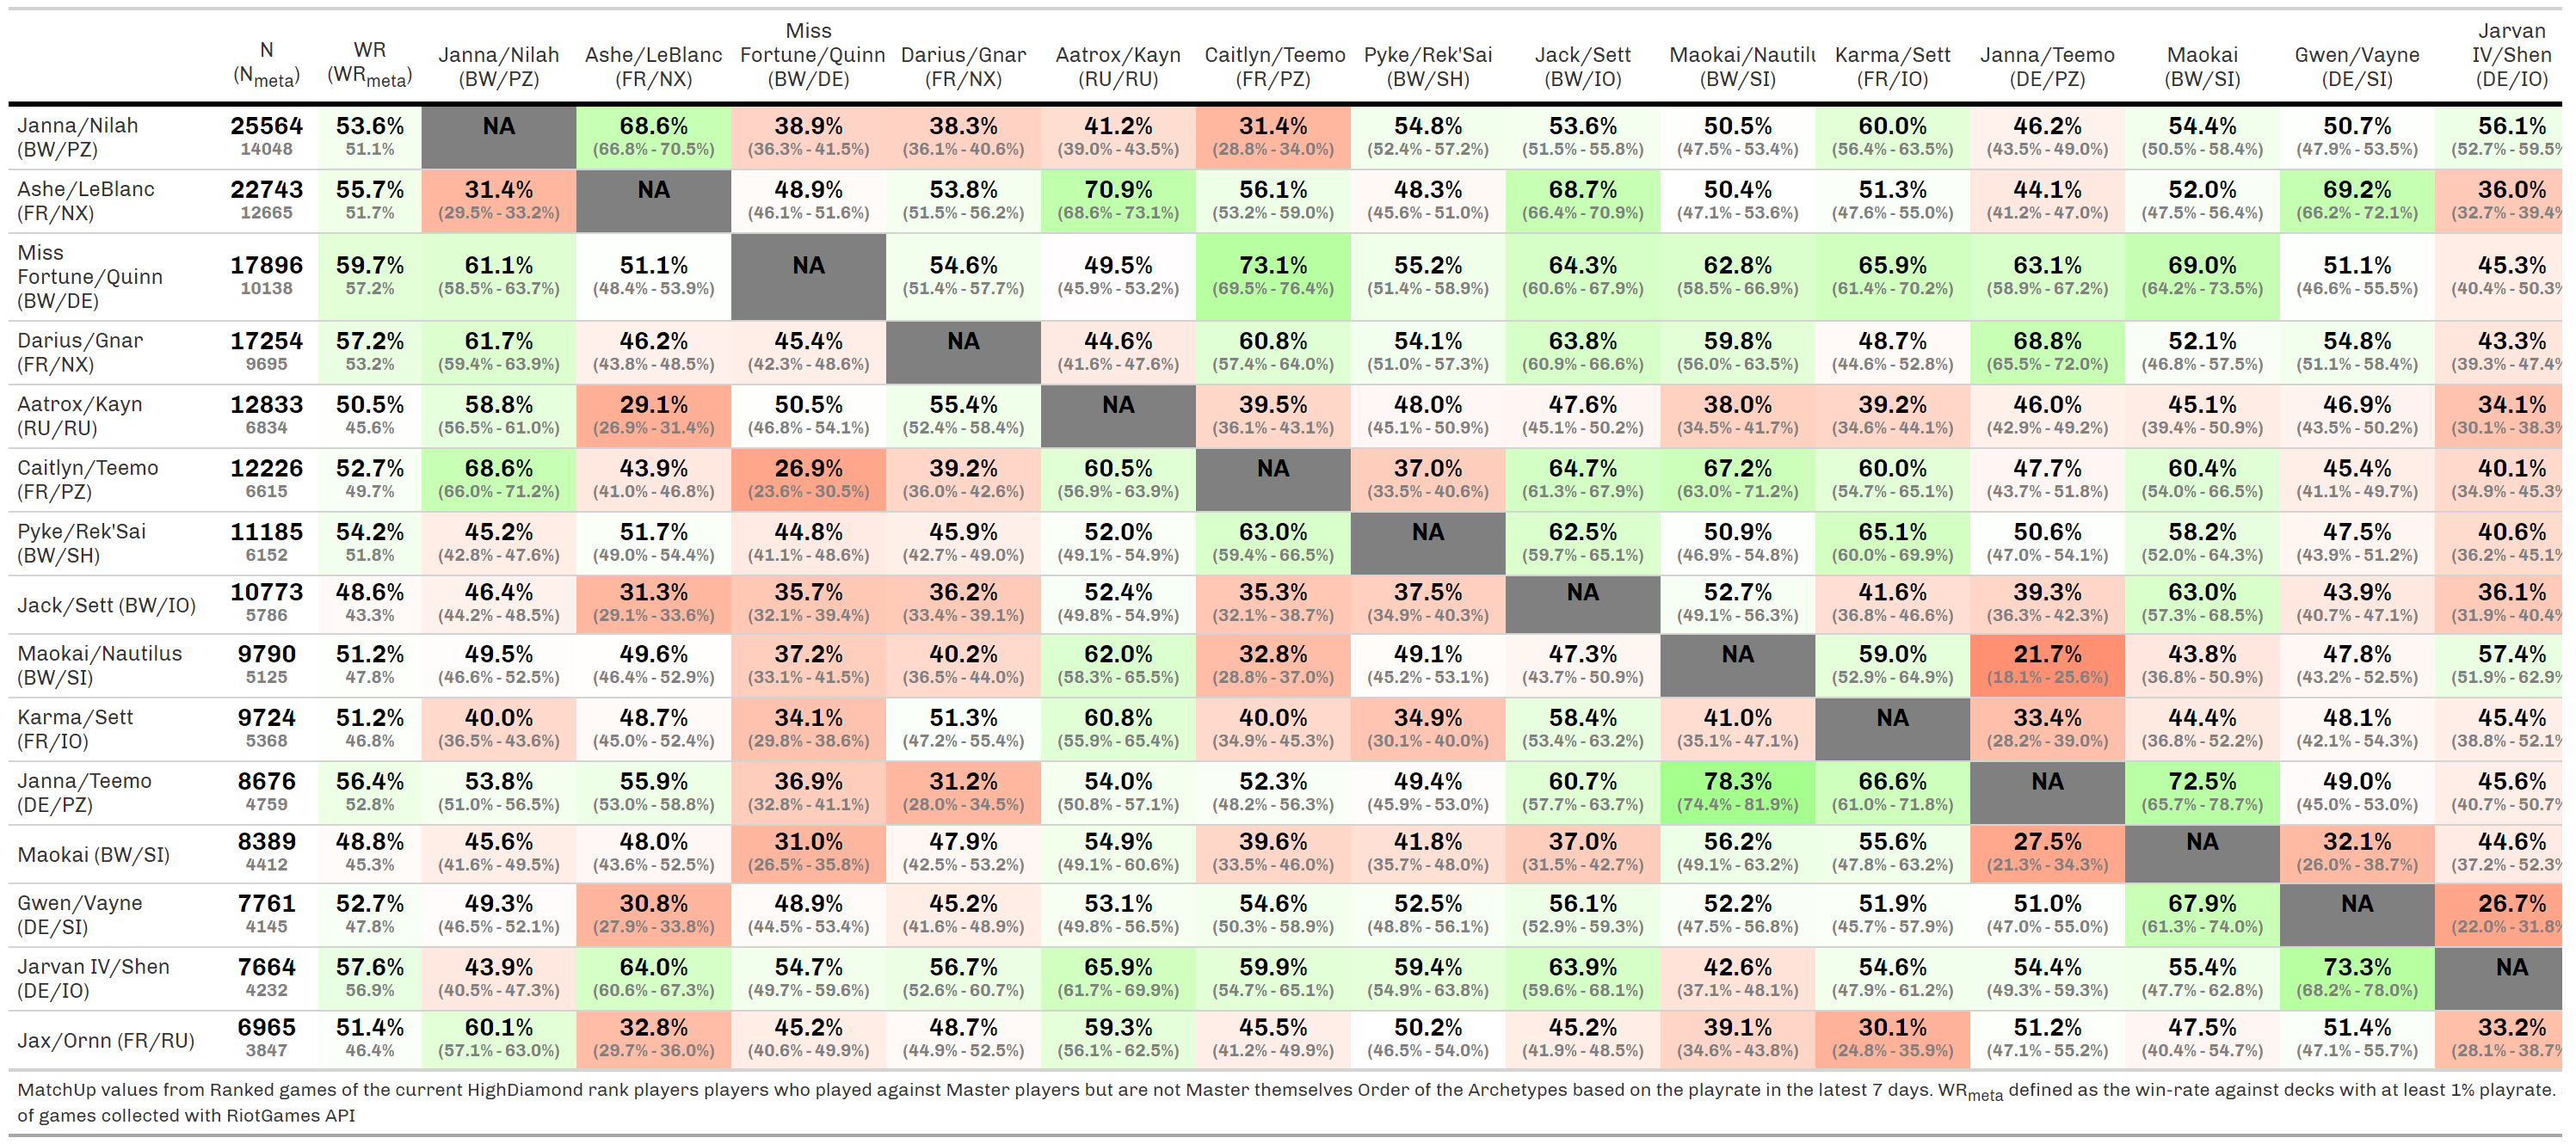 N (N_meta) WR (WR_meta) Janna/Nilah (BW/PZ) Ashe/LeBlanc (FR/NX) Miss Fortune/Quinn (BW/DE) Darius/Gnar (FR/NX) Aatrox/Kayn (RU/RU) Caitlyn/Teemo (FR/PZ) Pyke/Rek'Sai (BW/SH) Jack/Sett (BW/IO) Maokai/Nautilu (BW/SI) Karma/Sett (FR/IO) Janna/Teemo (DE/PZ) Maokai (BW/SI) Gwen/Vayne (DE/SI) Jarvan IV/Shen (DE/IO)
Janna/Nilah 25564 53.6% NA 68.6% 38.9% 38.3% 41.2% 31.4% 54.8% 53.6% 50.5% 60.0% 46.2% 54.4% 50.7% 56.1%
(BW/PZ) 14048 51.1% (66.8% - 70.5%) (36.3% - 41.5%) (36.1% - 40.6%) (39.0% - 43.5%) (28.8% - 34.0%) (52.4% - 57.2%) (51.5% - 55.8%) (47.5% - 53.4%) (56.4% - 63.5%) (43.5% - 49.0%) (50.5% - 58.4%) (47.9% - 53.5%) (52.7% - 59.5%
Ashe/LeBlanc 22743 55.7% 31.4% NA 48.9% 53.8% 70.9% 56.1% 48.3% 68.7% 50.4% 51.3% 44.1% 52.0% 69.2% 36.0%
(FR/NX) 12665 51.7% (29.5% - 33.2%) (46.1% - 51.6%) (51.5% - 56.2%) (68.6% - 73.1%) (53.2% - 59.0%) (45.6% - 51.0%) (66.4% - 70.9%) (47.1% - 53.6%) (47.6% - 55.0%) (41.2% - 47.0%) (47.5% - 56.4%) (66.2% - 72.1%) (32.7% - 39.4%
Miss
Fortune/Quinn 17896 59.7% 61.1% 51.1% NA 54.6% 49.5% 73.1% 55.2% 64.3% 62.8% 65.9% 63.1% 69.0% 51.1% 45.3%
(BW/DE) 10138 57.2% (58.5% - 63.7%) (48.4% - 53.9%) (51.4% - 57.7%) (45.9% - 53.2%) (69.5% - 76.4%) (51.4% - 58.9%) (60.6% - 67.9%) (58.5% - 66.9%) (61.4% - 70.2%) (58.9% - 67.2%) (64.2% - 73.5%) (46.6% - 55.5%) (40.4% - 50.3%
Darius/Gnar 17254 57.2% 61.7% 46.2% 45.4% NA 44.6% 60.8% 54.1% 63.8% 59.8% 48.7% 68.8% 52.1% 54.8% 43.3%
(FR/NX) 9695 53.2% (59.4% - 63.9%) (43.8% - 48.5%) (42.3% - 48.6%) (41.6% - 47.6%) (57.4% - 64.0%) (51.0% - 57.3%) (60.9% - 66.6%) (56.0% - 63.5%) (44.6% - 52.8%) (65.5% - 72.0%) (46.8% - 57.5%) (51.1% - 58.4%) (39.3% - 47.4%
Aatrox/Kayn 12833 50.5% 58.8% 29.1% 50.5% 55.4% NA 39.5% 48.0% 47.6% 38.0% 39.2% 46.0% 45.1% 46.9% 34.1%
(RU/RU) 6834 45.6% (56.5% - 61.0%) (26.9% - 31.4%) (46.8% - 54.1%) (52.4% - 58.4%) (36.1% - 43.1%) (45.1% - 50.9%) (45.1% - 50.2%) (34.5% - 41.7%) (34.6% - 44.1%) (42.9% - 49.2%) (39.4% - 50.9%) (43.5% - 50.2%) (30.1% - 38.3%
Caitlyn/Teemo 12226 52.7% 68.6% 43.9% 26.9% 39.2% 60.5% NA 37.0% 64.7% 67.2% 60.0% 47.7% 60.4% 45.4% 40.1%
(FR/PZ) 6615 49.7% (66.0% - 71.2%) (41.0% - 46.8%) (23.6% - 30.5%) (36.0% - 42.6%) (56.9% - 63.9%) (33.5% - 40.6%) (61.3% - 67.9%) (63.0% - 71.2%) (54.7% - 65.1%) (43.7% - 51.8%) (54.0% - 66.5%) (41.1% - 49.7%) (34.9% - 45.3%
Pyke/Rek'Sai 11185 54.2% 45.2% 51.7% 44.8% 45.9% 52.0% 63.0% NA 62.5% 50.9% 65.1% 50.6% 58.2% 47.5% 40.6%
(BW/SH) 6152 51.8% (42.8% - 47.6%) (49.0% - 54.4%) (41.1% - 48.6%) (42.7% - 49.0%) (49.1% - 54.9%) (59.4% - 66.5%) (59.7% - 65.1%) (46.9% - 54.8%) (60.0% - 69.9%) (47.0% - 54.1%) (52.0% - 64.3%) (43.9% - 51.2%) (36.2% - 45.1%
Jack/Sett (BW/IO) 10773 48.6% 46.4% 31.3% 35.7% 36.2% 52.4% 35.3% 37.5% NA 52.7% 41.6% 39.3% 63.0% 43.9% 36.1%
5786 43.3% (44.2% - 48.5%) (29.1% - 33.6%) (32.1% - 39.4%) (33.4% - 39.1%) (49.8% - 54.9%) (32.1% - 38.7%) (34.9% - 40.3%) (49.1% - 56.3%) (36.8% - 46.6%) (36.3% - 42.3%) (57.3% - 68.5%) (40.7% - 47.1%) (31.9% - 40.4%
Maokai/Nautilus 9790 51.2% 49.5% 49.6% 37.2% 40.2% 62.0% 32.8% 49.1% 47.3% NA 59.0% 21.7% 43.8% 47.8% 57.4%
(BW/SI) 5125 47.8% (46.6% - 52.5%) (46.4% - 52.9%) (33.1% - 41.5%) (36.5% - 44.0%) (58.3% - 65.5%) (28.8% - 37.0%) (45.2% - 53.1%) (43.7% - 50.9%) (52.9% - 64.9%) (18.1% - 25.6%) (36.8% - 50.9%) (43.2% - 52.5%) (51.9% - 62.9%
Karma/Sett 9724 51.2% 40.0% 48.7% 34.1% 51.3% 60.8% 40.0% 34.9% 58.4% 41.0% NA 33.4% 44.4% 48.1% 45.4%
(FR/IO) 5368 46.8% (36.5% - 43.6%) (45.0% - 52.4%) (29.8% - 38.6%) (47.2% - 55.4%) (55.9% - 65.4%) (34.9% - 45.3%) (30.1% - 40.0%) (53.4% - 63.2%) (35.1% - 47.1%) (28.2% - 39.0%) (36.8% - 52.2%) (42.1% - 54.3%) (38.8% - 52.1%
Janna/Teemo 8676 56.4% 53.8% 55.9% 36.9% 31.2% 54.0% 52.3% 49.4% 60.7% 78.3% 66.6% NA 72.5% 49.0% 45.6%
(DE/PZ) 4759 52.8% (51.0% - 56.5%) (53.0% - 58.8%) (32.8% - 41.1%) (28.0% - 34.5%) (50.8% - 57.1%) (48.2% - 56.3%) (45.9% - 53.0%) (57.7% - 63.7%) (74.4% - 81.9%) (61.0% - 71.8%) (65.7% - 78.7%) (45.0% - 53.0%) (40.7% - 50.7%
Maokai (BW/SI) 8389 48.8% 45.6% 48.0% 31.0% 47.9% 54.9% 39.6% 41.8% 37.0% 56.2% 55.6% 27.5% NA 32.1% 44.6%
4412 45.3% (41.6% - 49.5%) (43.6% - 52.5%) (26.5% - 35.8%) (42.5% - 53.2%) (49.1% - 60.6%) (33.5% - 46.0%) (35.7% - 48.0%) (31.5% - 42.7%) (49.1% - 63.2%) (47.8% - 63.2%) (21.3% - 34.3%) (26.0% - 38.7%) (37.2% - 52.3%
Gwen/Vayne 7761 52.7% 49.3% 30.8% 48.9% 45.2% 53.1% 54.6% 52.5% 56.1% 52.2% 51.9% 51.0% 67.9% NA 26.7%
(DE/SI) 4145 47.8% (46.5% - 52.1%) (27.9% - 33.8%) (44.5% - 53.4%) (41.6% - 48.9%) (49.8% - 56.5%) (50.3% - 58.9%) (48.8% - 56.1%) (52.9% - 59.3%) (47.5% - 56.8%) (45.7% - 57.9%) (47.0% - 55.0%) (61.3% - 74.0%) (22.0% - 31.8%
Jarvan IV/Shen 7664 57.6% 43.9% 64.0% 54.7% 56.7% 65.9% 59.9% 59.4% 63.9% 42.6% 54.6% 54.4% 55.4% 73.3% NA
(DE/IO) 4232 56.9% (40.5% - 47.3%) (60.6% - 67.3%) (49.7% - 59.6%) (52.6% - 60.7%) (61.7% - 69.9%) (54.7% - 65.1%) (54.9% - 63.8%) (59.6% - 68.1%) (37.1% - 48.1%) (47.9% - 61.2%) (49.3% - 59.3%) (47.7% - 62.8%) (68.2% - 78.0%)
Jax/Ornn (FR/RU) 6965 51.4% 60.1% 32.8% 45.2% 48.7% 59.3% 45.5% 50.2% 45.2% 39.1% 30.1% 51.2% 47.5% 51.4% 33.2%
3847 46.4% (57.1% - 63.0%) (29.7% - 36.0%) (40.6% - 49.9%) (44.9% - 52.5%) (56.1% - 62.5%) (41.2% - 49.9%) (46.5% - 54.0%) (41.9% - 48.5%) (34.6% - 43.8%) (24.8% - 35.9%) (47.1% - 55.2%) (40.4% - 54.7%) (47.1% - 55.7%) (28.1% - 38.7%
MatchUp values from Ranked games of the current HighDiamond rank players players who played against Master players but are not Master themselves Order of the Archetypes based on the playrate in the latest 7 days. WR_meta defined as the win-rate against decks with at least 1% playrate.
of games collected with RiotGames API